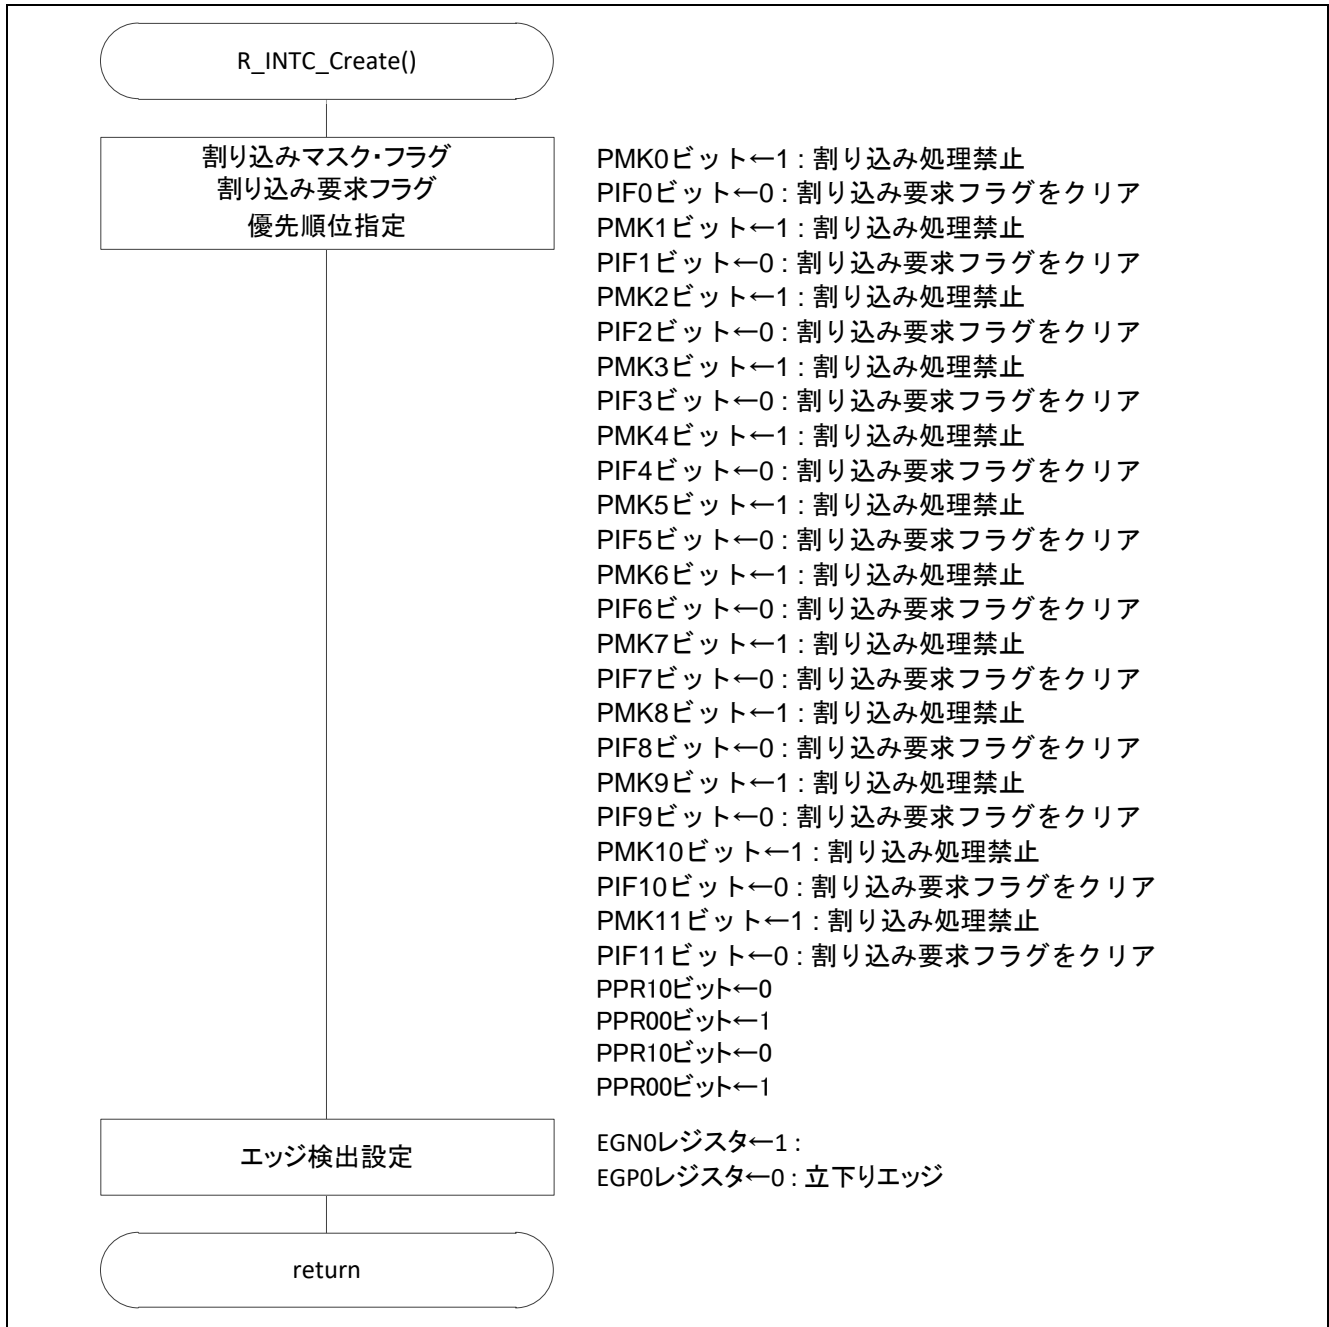 R_INTC_Create()
割り込みマスク・フラグ
割り込み要求フラグ
優先順位指定
PMK0ビット←1 : 割り込み処理禁止
PIF0ビット←0 : 割り込み要求フラグをクリア
PMK1ビット←1 : 割り込み処理禁止
PIF1ビット←0 : 割り込み要求フラグをクリア
PMK2ビット←1 : 割り込み処理禁止
PIF2ビット←0 : 割り込み要求フラグをクリア
PMK3ビット←1 : 割り込み処理禁止
PIF3ビット←0 : 割り込み要求フラグをクリア
PMK4ビット←1 : 割り込み処理禁止
PIF4ビット←0 : 割り込み要求フラグをクリア
PMK5ビット←1 : 割り込み処理禁止
PIF5ビット←0 : 割り込み要求フラグをクリア
PMK6ビット←1 : 割り込み処理禁止
PIF6ビット←0 : 割り込み要求フラグをクリア
PMK7ビット←1 : 割り込み処理禁止
PIF7ビット←0 : 割り込み要求フラグをクリア
PMK8ビット←1 : 割り込み処理禁止
PIF8ビット←0 : 割り込み要求フラグをクリア
PMK9ビット←1 : 割り込み処理禁止
PIF9ビット←0 : 割り込み要求フラグをクリア
PMK10ビット←1 : 割り込み処理禁止
PIF10ビット←0 : 割り込み要求フラグをクリア
PMK11ビット←1 : 割り込み処理禁止
PIF11ビット←0 : 割り込み要求フラグをクリア
PPR10ビット←0
PPR00ビット←1
PPR10ビット←0
PPR00ビット←1
エッジ検出設定
EGN0レジスタ←1 :
EGP0レジスタ←0 : 立下りエッジ
return